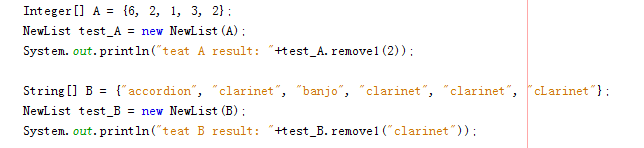 Integer[] A = {6, 2, 1, 3, 2};
NewList test_A = new NewList(A);
System.out.println("teat A result: "+test_A.remove1(2));
String[] B = {"accordion", "clarinet", "banjo", "clarinet", "clarinet", "cLarinet"};
NewList test_B = new NewList(B);
System.out.println("teat B result: "+test_B.remove1("clarinet"));